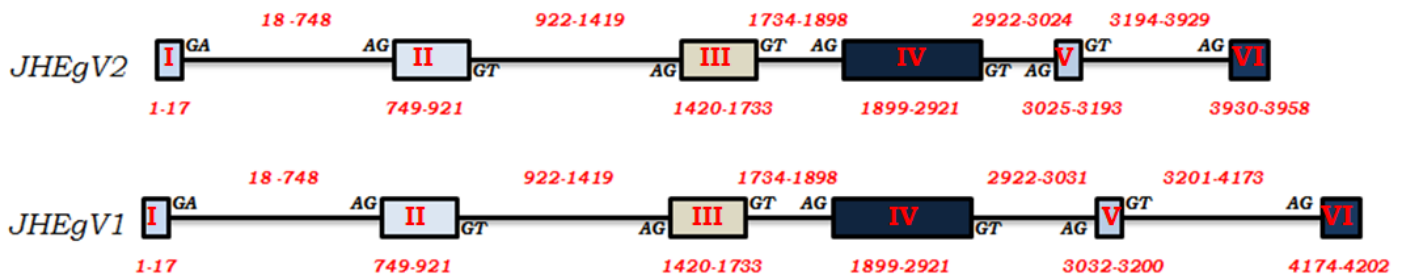 18 -748 922-1419 1734-1898 2922-3024 3194-3929
JHEgV2 I GA AG II GT AG III GT AG IV GT AG V GT AG VI
1-17 749-921 1420-1733 1899-2921 3025-3193 3930-3958
18 -748 922-1419 1734-1898 2922-3031 3201-4173
JHEgV1 I GA AG II GT AG III GT AG IV GT AG V GT AG VI
1-17 749-921 1420-1733 1899-2921 3032-3200 4174-4202